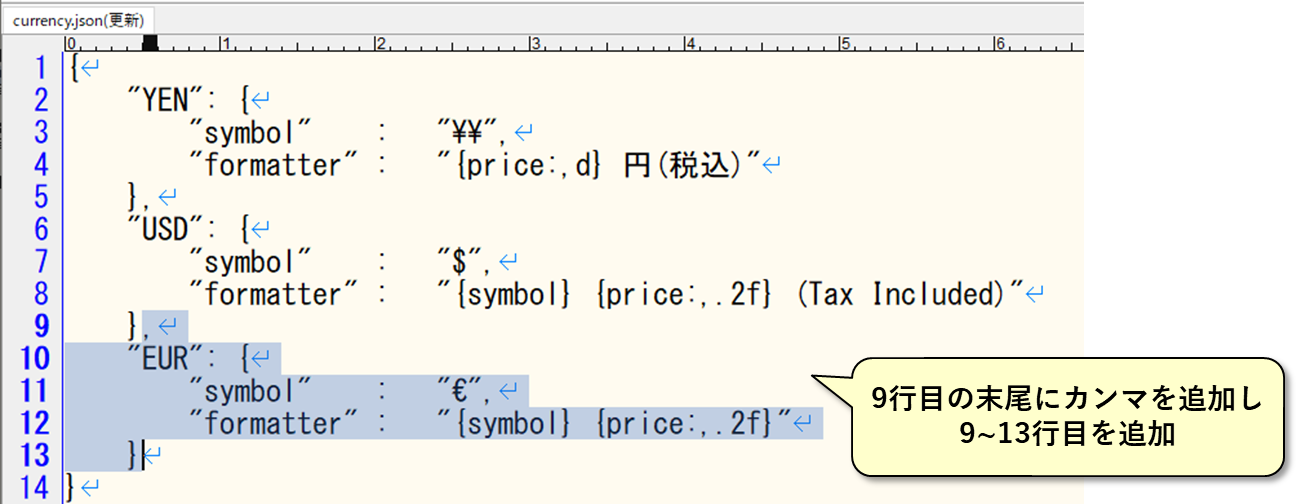 currency.json(更新)
0 1 2 3 4 5 6
1 {↵
2 "YEN": {↵
3 "symbol" : "¥¥",↵
4 "formatter" : "{price:,d} 円(税込)"↵
5 },↵
6 "USD": {↵
7 "symbol" : "$",↵
8 "formatter" : "{symbol} {price:,.2f} (Tax Included)"↵
9 },↵
10 "EUR": {↵
11 "symbol" : "€",↵
12 "formatter" : "{symbol} {price:,.2f}"↵
13 }↵
14 }↵
9行目の末尾にカンマを追加し
9~13行目を追加